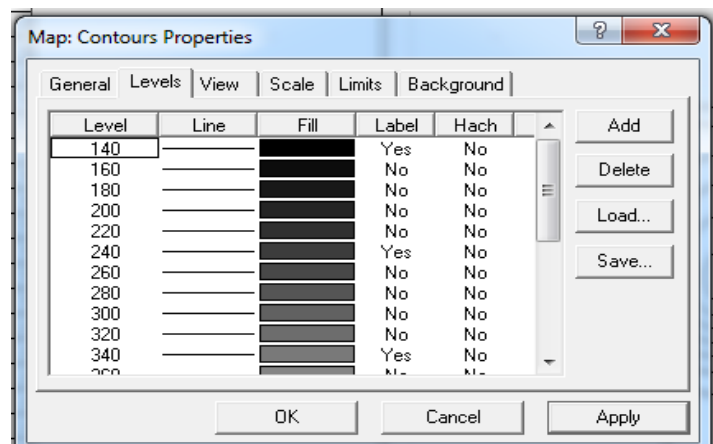 Map: Contours Properties
General Levels View Scale Limits Background
Level Line Fill Label Hach
140 Yes No
160 No No
180 No No
200 No No
220 No No
240 Yes No
260 No No
280 No No
300 No No
320 No No
340 Yes No
Add
Delete
Load...
Save...
OK Cancel Apply